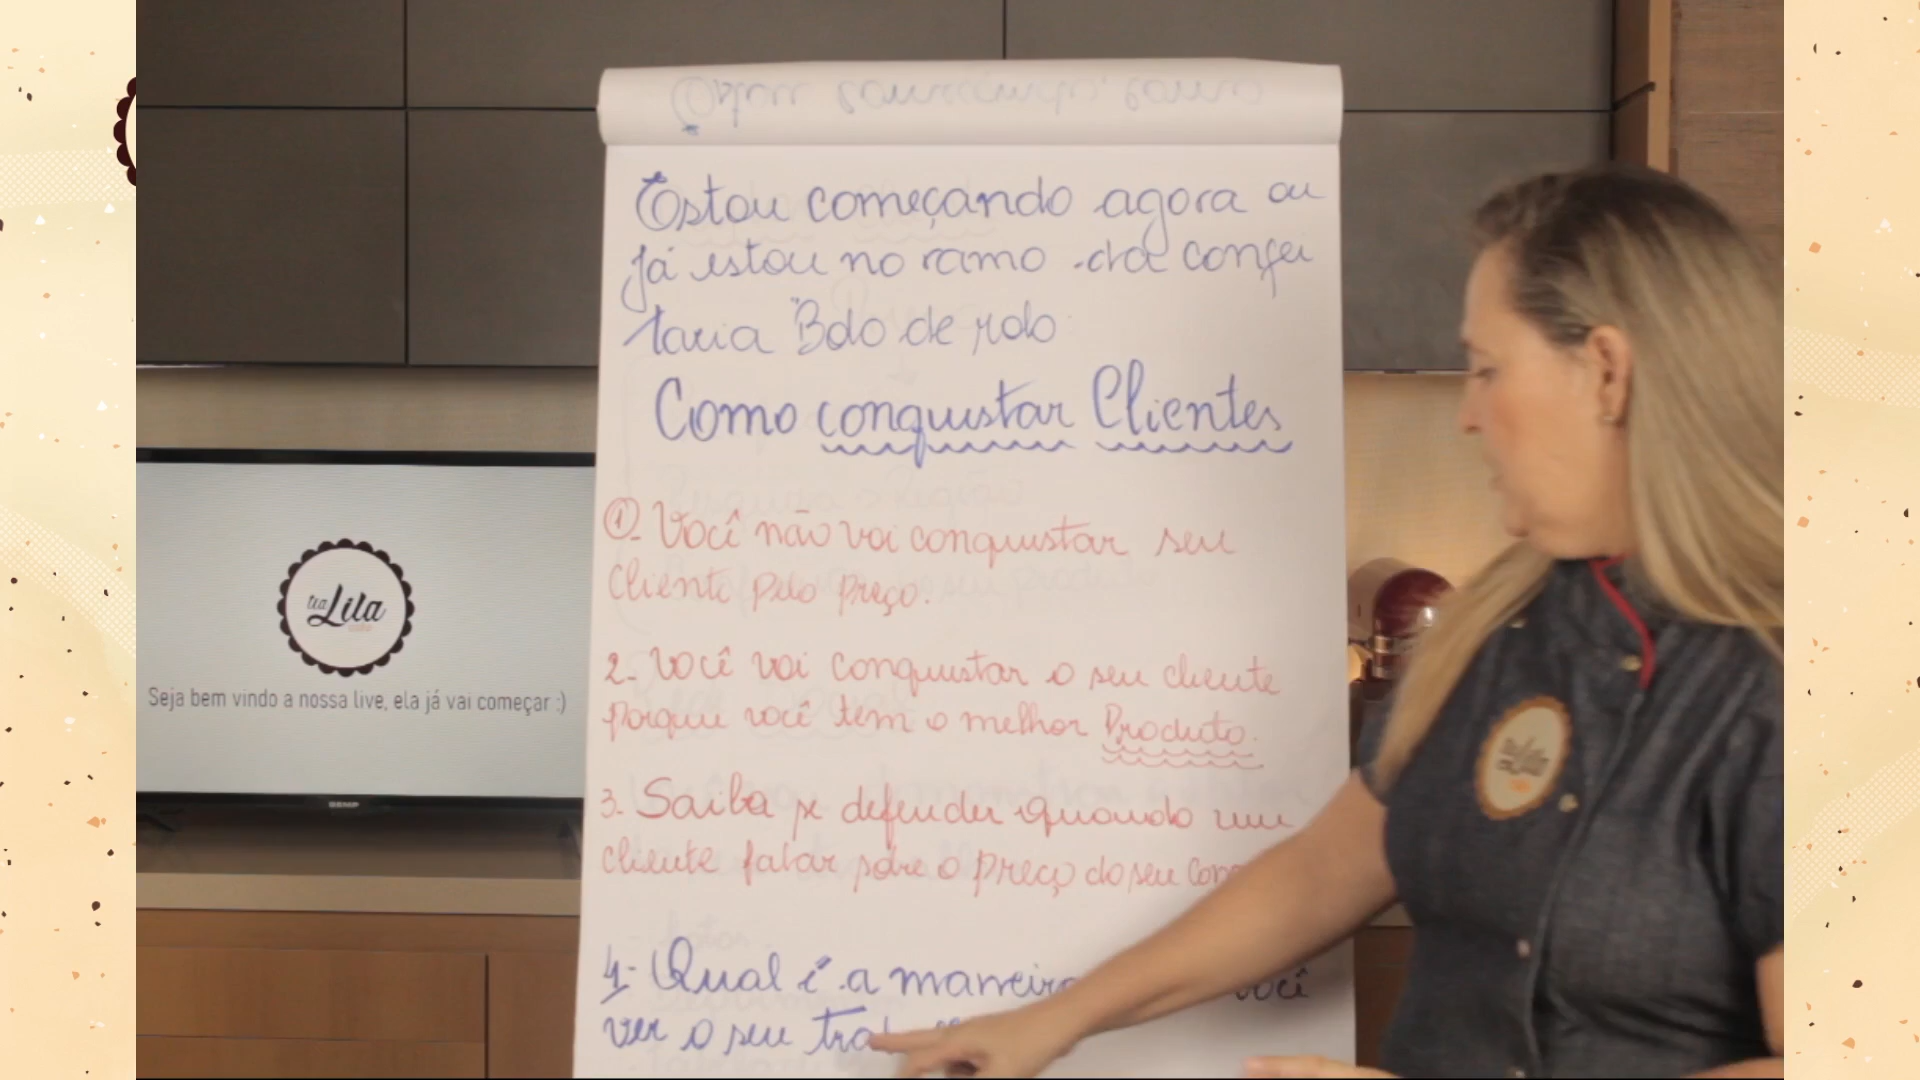 Estou começando agora ou
já estou no ramo da confei
taria "Bolo de rolo
Como conquistar Clientes
1. Você não vai conquistar seu
Cliente pelo preço.
2. Você vai conquistar o seu cliente
porque você tem o melhor Produto.
3. Saiba se defender quando um
cliente falar sobre o preço do seu
4- Qual é a maneira você
ver o seu
tia Lila
Seja bem vindo a nossa live, ela já vai começar :)
SEMP